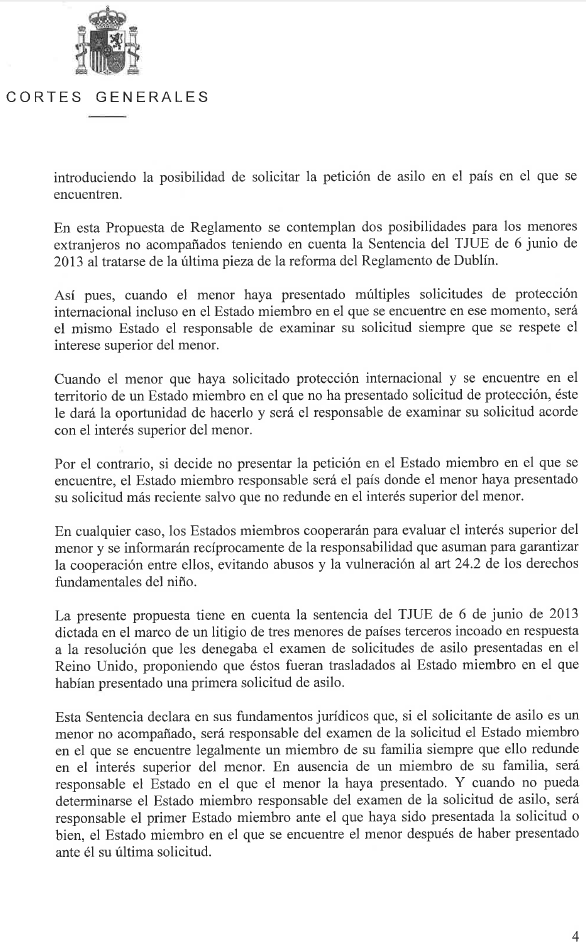 CORTES GENERALES
introduciendo la posibilidad de solicitar la petición de asilo en el país en el que se
encuentren.
En esta Propuesta de Reglamento se contemplan dos posibilidades para los menores
extranjeros no acompañados teniendo en cuenta la Sentencia del TJUE de 6 junio de
2013 al tratarse de la última pieza de la reforma del Reglamento de Dublín.
Así pues, cuando el menor haya presentado múltiples solicitudes de protección
internacional incluso en el Estado miembro en el que se encuentre en ese momento, será
el mismo Estado el responsable de examinar su solicitud siempre que se respete el
interese superior del menor.
Cuando el menor que haya solicitado protección internacional y se encuentre en el
territorio de un Estado miembro en el que no ha presentado solicitud de protección, éste
le dará la oportunidad de hacerlo y será el responsable de examinar su solicitud acorde
con el interés superior del menor.
Por el contrario, si decide no presentar la petición en el Estado miembro en el que se
encuentre, el Estado miembro responsable será el país donde el menor haya presentado
su solicitud más reciente salvo que no redunde en el interés superior del menor.
En cualquier caso, los Estados miembros cooperarán para evaluar el interés superior del
menor y se informarán recíprocamente de la responsabilidad que asuman para garantizar
la cooperación entre ellos, evitando abusos y la vulneración al art 24.2 de los derechos
fundamentales del niño.
La presente propuesta tiene en cuenta la sentencia del TJUE de 6 de junio de 2013
dictada en el marco de un litigio de tres menores de países terceros incoado en respuesta
a la resolución que les denegaba el examen de solicitudes de asilo presentadas en el
Reino Unido, proponiendo que éstos fueran trasladados al Estado miembro en el que
habían presentado una primera solicitud de asilo.
Esta Sentencia declara en sus fundamentos jurídicos que, si el solicitante de asilo es un
menor no acompañado, será responsable del examen de la solicitud el Estado miembro
en el que se encuentre legalmente un miembro de su familia siempre que ello redunde
en el interés superior del menor. En ausencia de un miembro de su familia, será
responsable el Estado en el que el menor la haya presentado. Y cuando no pueda
determinarse el Estado miembro responsable del examen de la solicitud de asilo, será
responsable el primer Estado miembro ante el que haya sido presentada la solicitud o
bien, el Estado miembro en el que se encuentre el menor después de haber presentado
ante él su última solicitud.
4